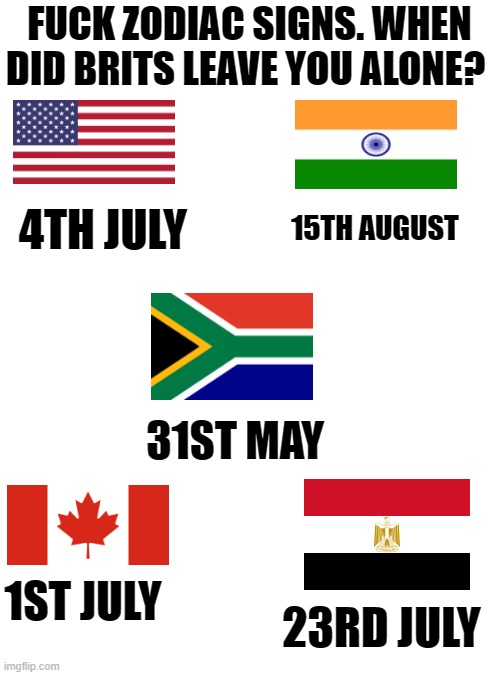 FUCK ZODIAC SIGNS. WHEN
DID BRITS LEAVE YOU ALONE?
4TH JULY
15TH AUGUST
31ST MAY
1ST JULY
23RD JULY
imgflip.com